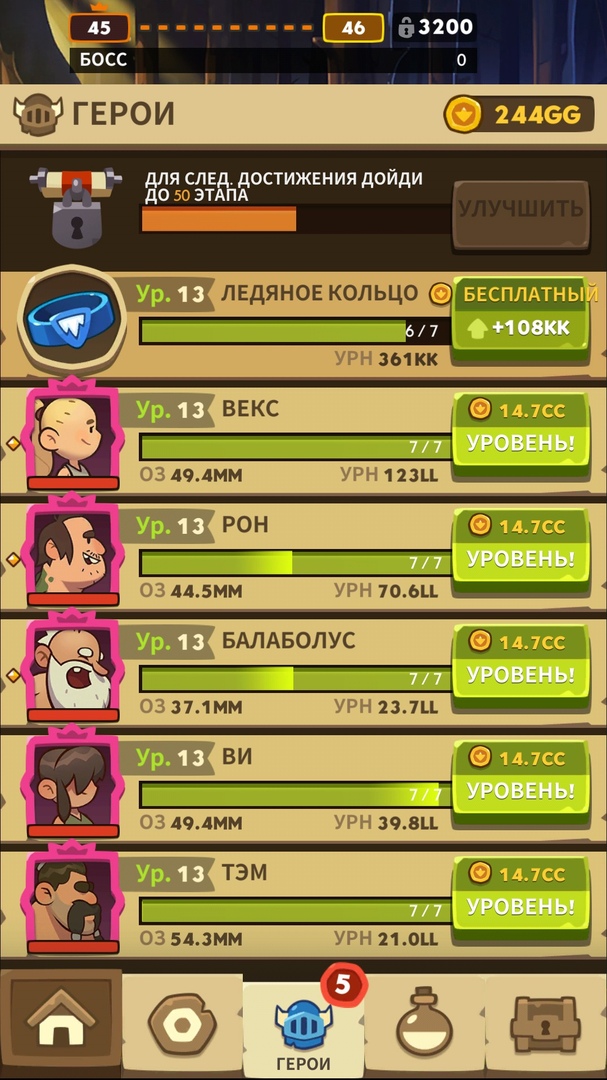 45 46 3200
БОСС 0
ГЕРОИ 244GG
ДЛЯ СЛЕД. ДОСТИЖЕНИЯ ДОЙДИ
ДО 50 ЭТАПА
УЛУЧШИТЬ
Ур. 13 ЛЕДЯНОЕ КОЛЬЦО БЕСПЛАТНЫЙ
6/7 +108KK
УРН 361KK
Ур. 13 ВЕКС 14.7CC
7/7 УРОВЕНЬ!
ОЗ 49.4MM УРН 123LL
Ур. 13 РОН 14.7CC
7/7 УРОВЕНЬ!
ОЗ 44.5MM УРН 70.6LL
Ур. 13 БАЛАБОЛУС 14.7CC
7/7 УРОВЕНЬ!
ОЗ 37.1MM УРН 23.7LL
Ур. 13 ВИ 14.7CC
7/7 УРОВЕНЬ!
ОЗ 49.4MM УРН 39.8LL
Ур. 13 ТЭМ 14.7CC
7/7 УРОВЕНЬ!
ОЗ 54.3MM УРН 21.0LL
5
ГЕРОИ